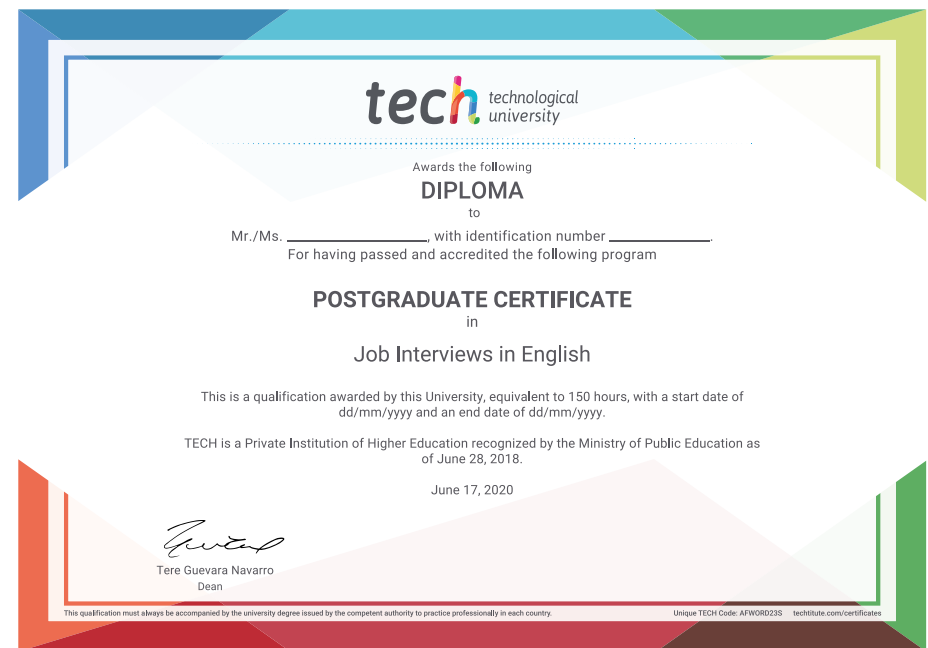 tech technological
university
Awards the following
DIPLOMA
to
Mr./Ms. ____________________, with identification number ______________.
For having passed and accredited the following program
POSTGRADUATE CERTIFICATE
in
Job Interviews in English
This is a qualification awarded by this University, equivalent to 150 hours, with a start date of
dd/mm/yyyy and an end date of dd/mm/yyyy.
TECH is a Private Institution of Higher Education recognized by the Ministry of Public Education as
of June 28, 2018.
June 17, 2020
Tere Guevara Navarro
Dean
This qualification must always be accompanied by the university degree issued by the competent authority to practice professionally in each country. Unique TECH Code: AFWORD23S techtitute.com/certificates